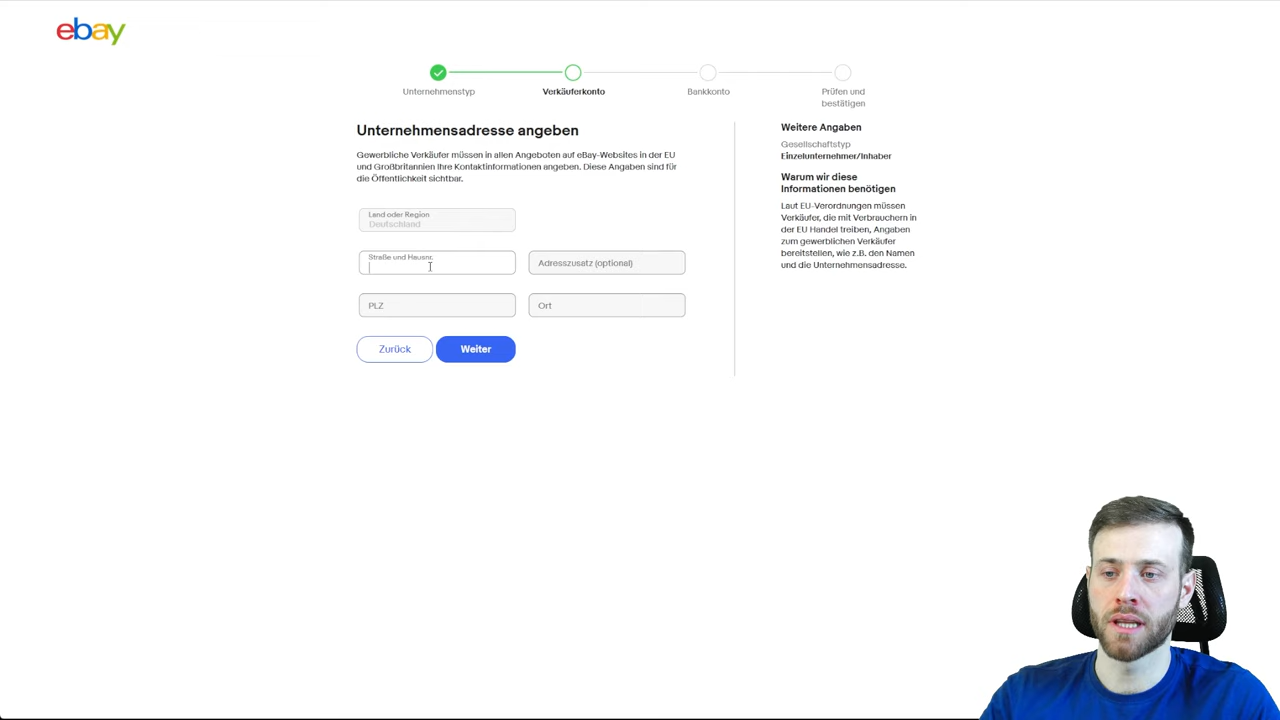 ebay
Unternehmenstyp
Verkäuferkonto
Bankkonto
Prüfen und
bestätigen
Unternehmensadresse angeben
Gewerbliche Verkäufer müssen in allen Angeboten auf eBay-Websites in der EU
und Großbritannien Ihre Kontaktinformationen angeben. Diese Angaben sind für
die Öffentlichkeit sichtbar.
Land oder Region
Deutschland
Straße und Hausnr.
Adresszusatz (optional)
PLZ
Ort
Zurück
Weiter
Weitere Angaben
Gesellschaftstyp
Einzelunternehmer/Inhaber
Warum wir diese
Informationen benötigen
Laut EU-Verordnungen müssen
Verkäufer, die mit Verbrauchern in
der EU Handel treiben, Angaben
zum gewerblichen Verkäufer
bereitstellen, wie z.B. den Namen
und die Unternehmensadresse.